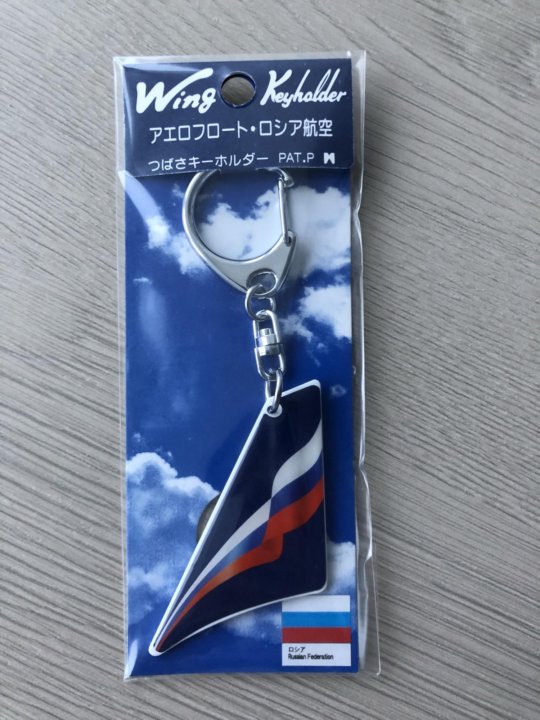 Wing Keyholder
アエロフロート・ロシア航空
つばさキーホルダー PAT.P
ロシア
Russian Federation